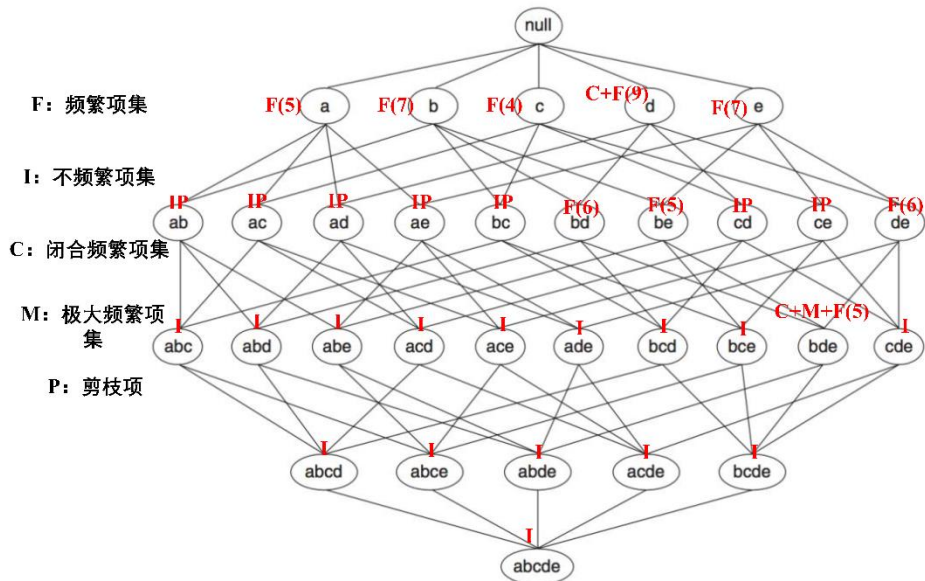 null
F：频繁项集
F(5) a F(7) b F(4) c C+F(9) d F(7) e
I：不频繁项集
IP IP IP IP IP F(6) F(5) IP IP F(6)
ab ac ad ae bc bd be cd ce de
C：闭合频繁项集
M：极大频繁项
集
C+M+F(5)
I I I I I I I I I
abc abd abe acd ace ade bcd bce bde cde
P：剪枝项
I I I I I
abcd abce abde acde bcde
I
abcde